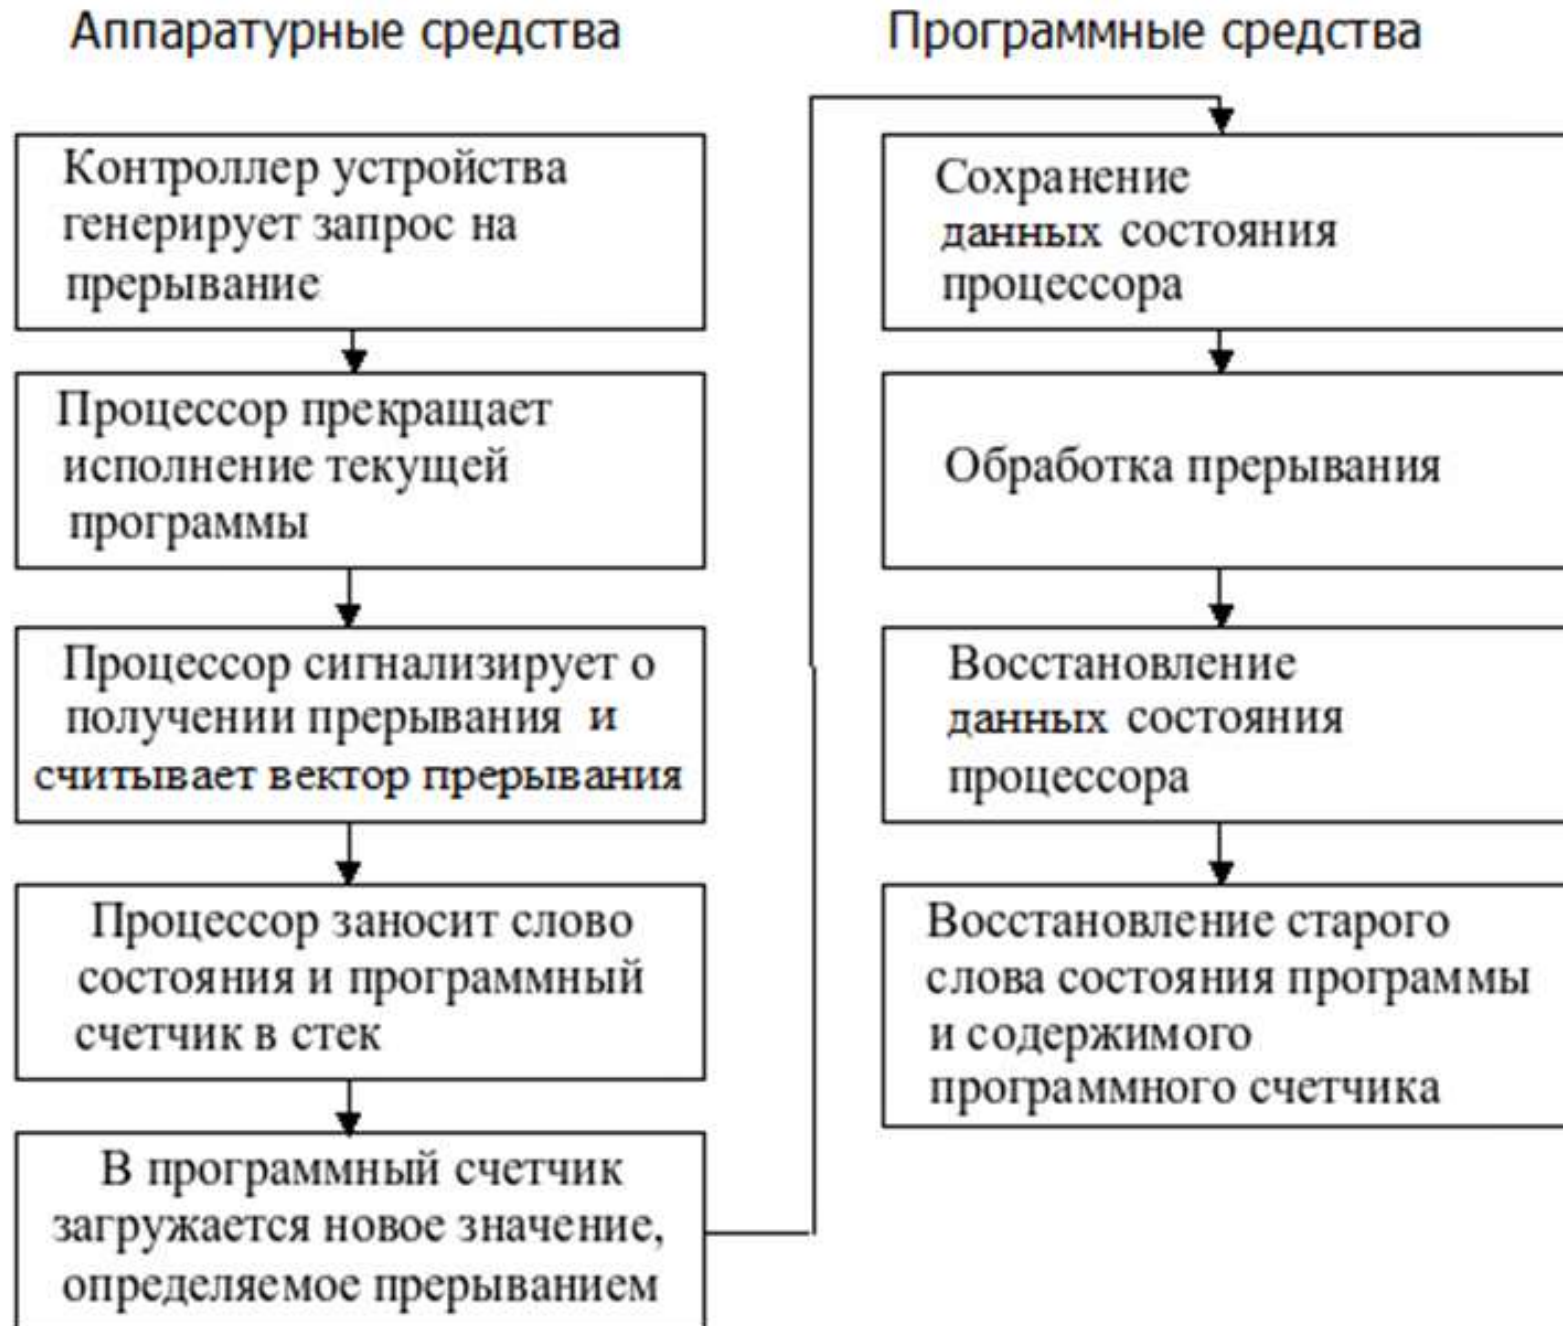 Аппаратурные средства
Контроллер устройства
генерирует запрос на
прерывание
Процессор прекращает
исполнение текущей
программы
Процессор сигнализирует о
получении прерывания и
считывает вектор прерывания
Процессор заносит слово
состояния и программный
счетчик в стек
В программный счетчик
загружается новое значение,
определяемое прерыванием
Программные средства
Сохранение
данных состояния
процессора
Обработка прерывания
Восстановление
данных состояния
процессора
Восстановление старого
слова состояния программы
и содержимого
программного счетчика